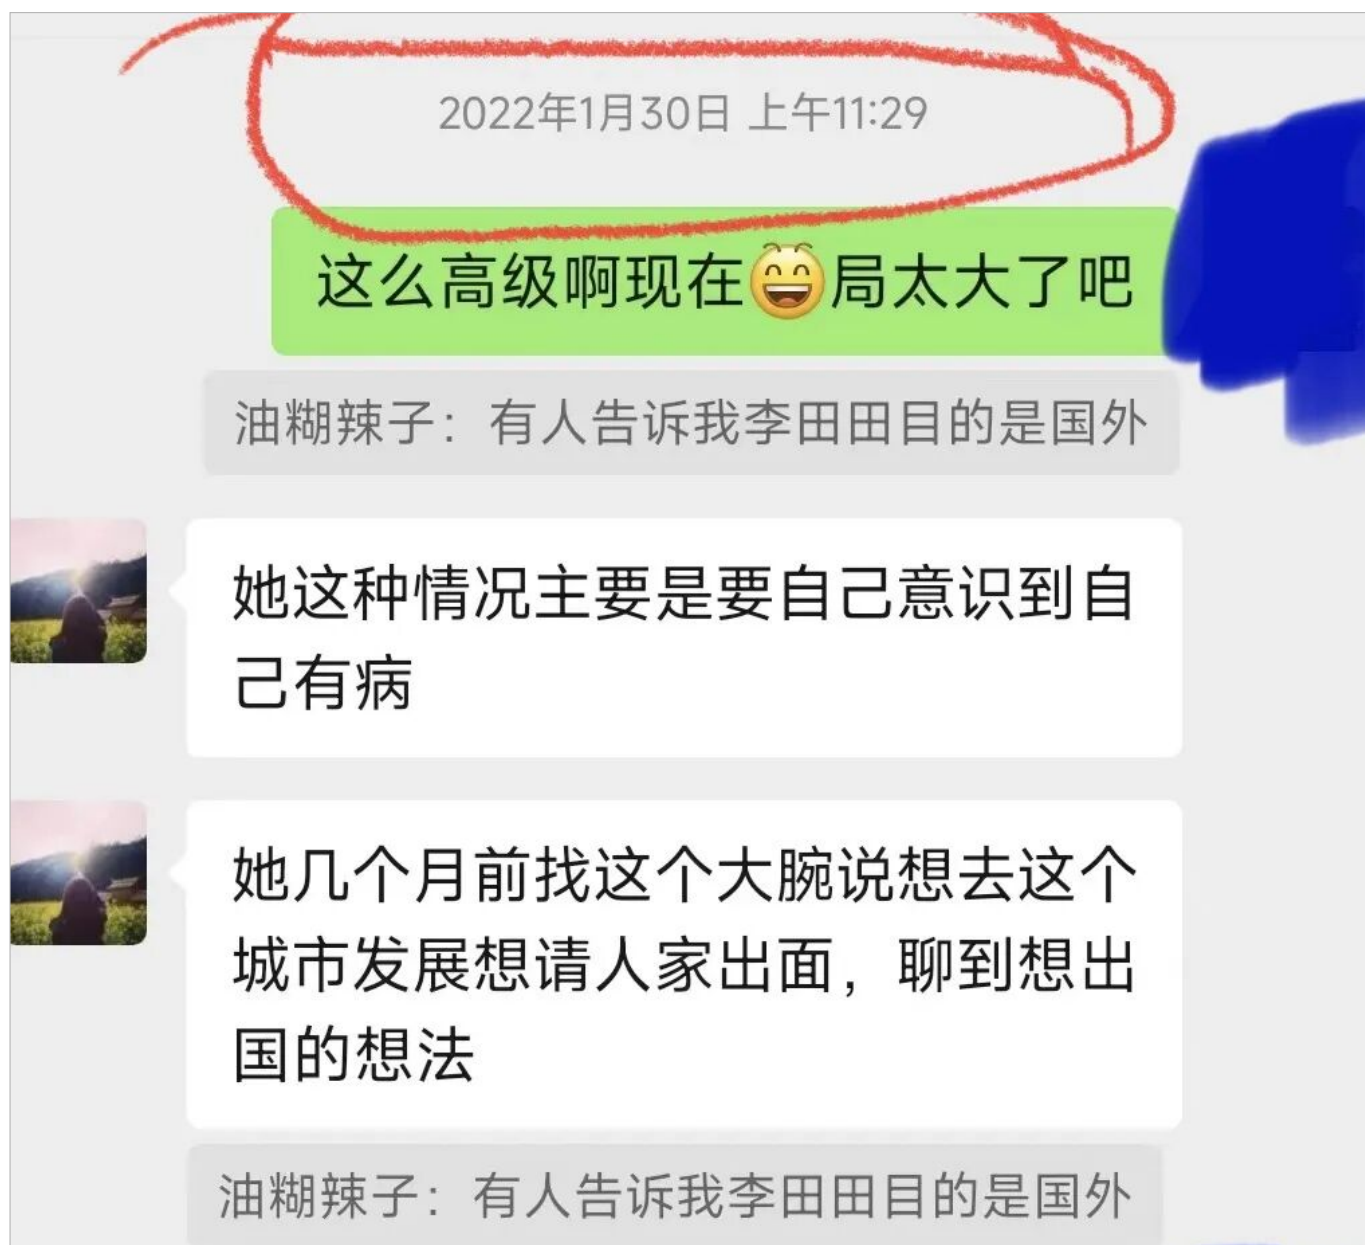 2022年1月30日 上午11:29
这么高级啊现在😄局太大了吧
油糊辣子：有人告诉我李田田目的是国外
她这种情况主要是要自己意识到自
己有病
她几个月前找这个大腕说想去这个
城市发展想请人家出面，聊到想出
国的想法
油糊辣子：有人告诉我李田田目的是国外